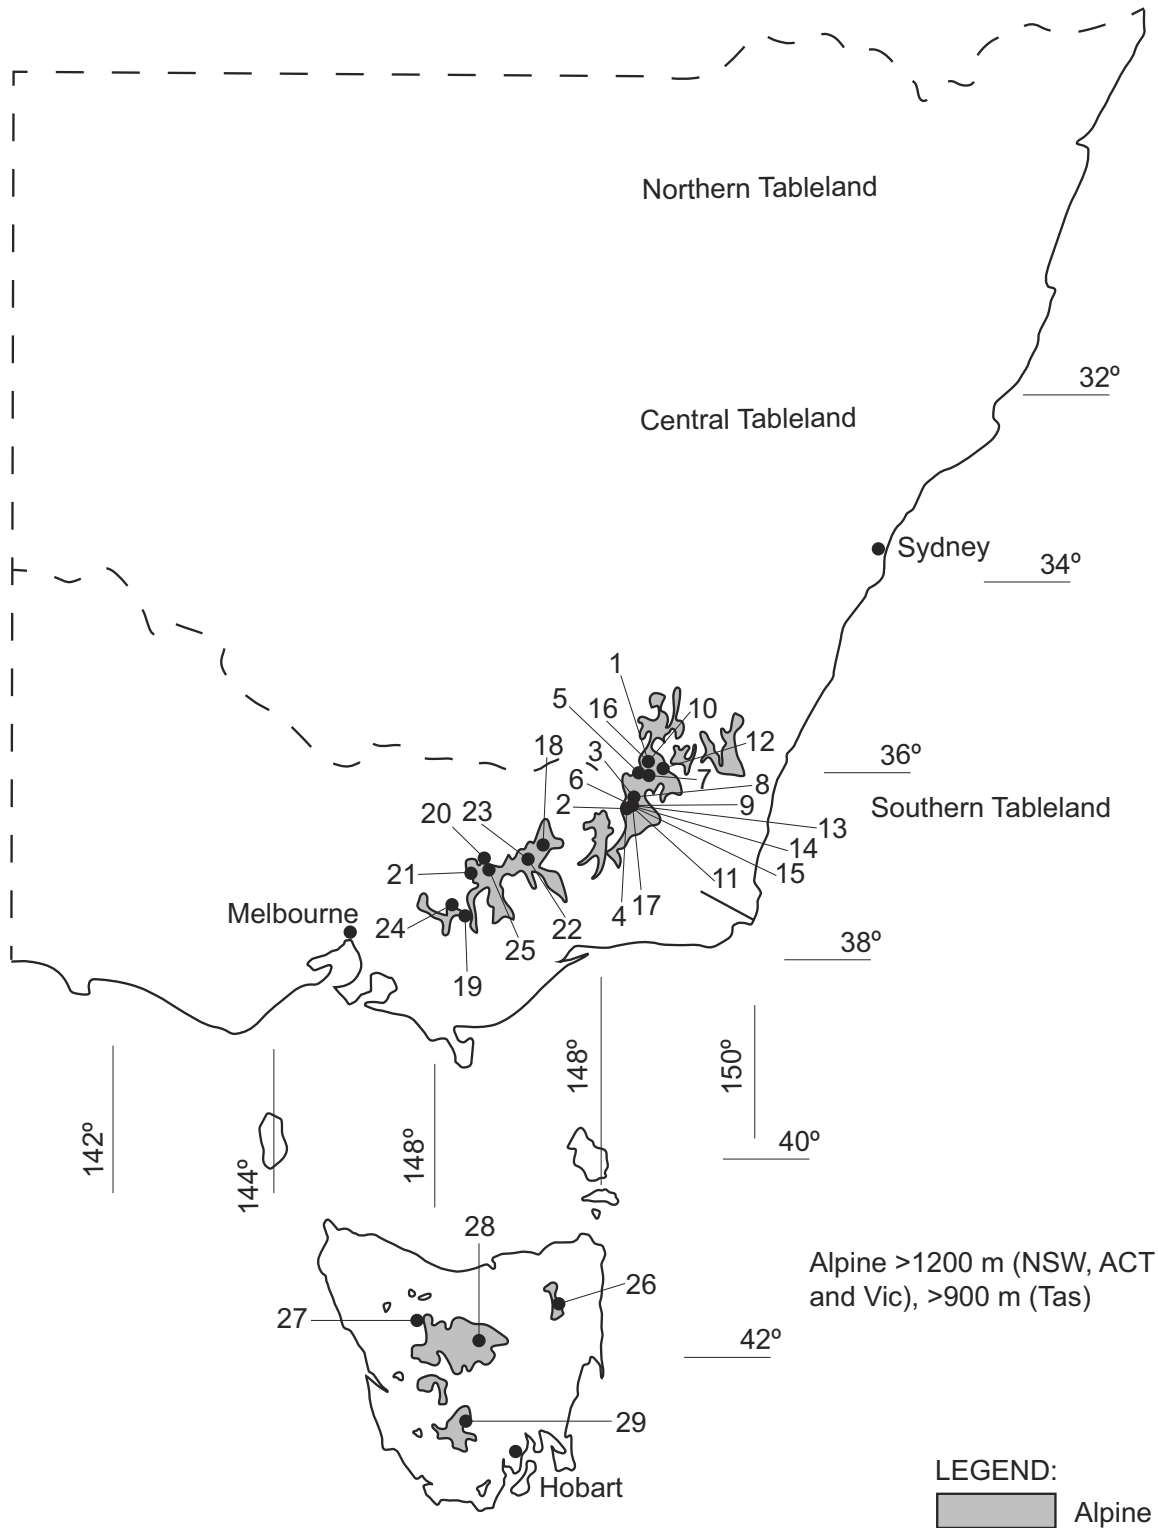 Northern Tableland
32º
Central Tableland
Sydney
34º
1
5
16
10
18
3
12
36º
6
7
8
2
9
Southern Tableland
20
23
13
14
21
11
15
Melbourne
4
17
24
22
25
38º
19
148º
150º
142º
144º
148º
40º
28
Alpine >1200 m (NSW, ACT
and Vic), >900 m (Tas)
26
27
42º
29
LEGEND:
Hobart
Alpine